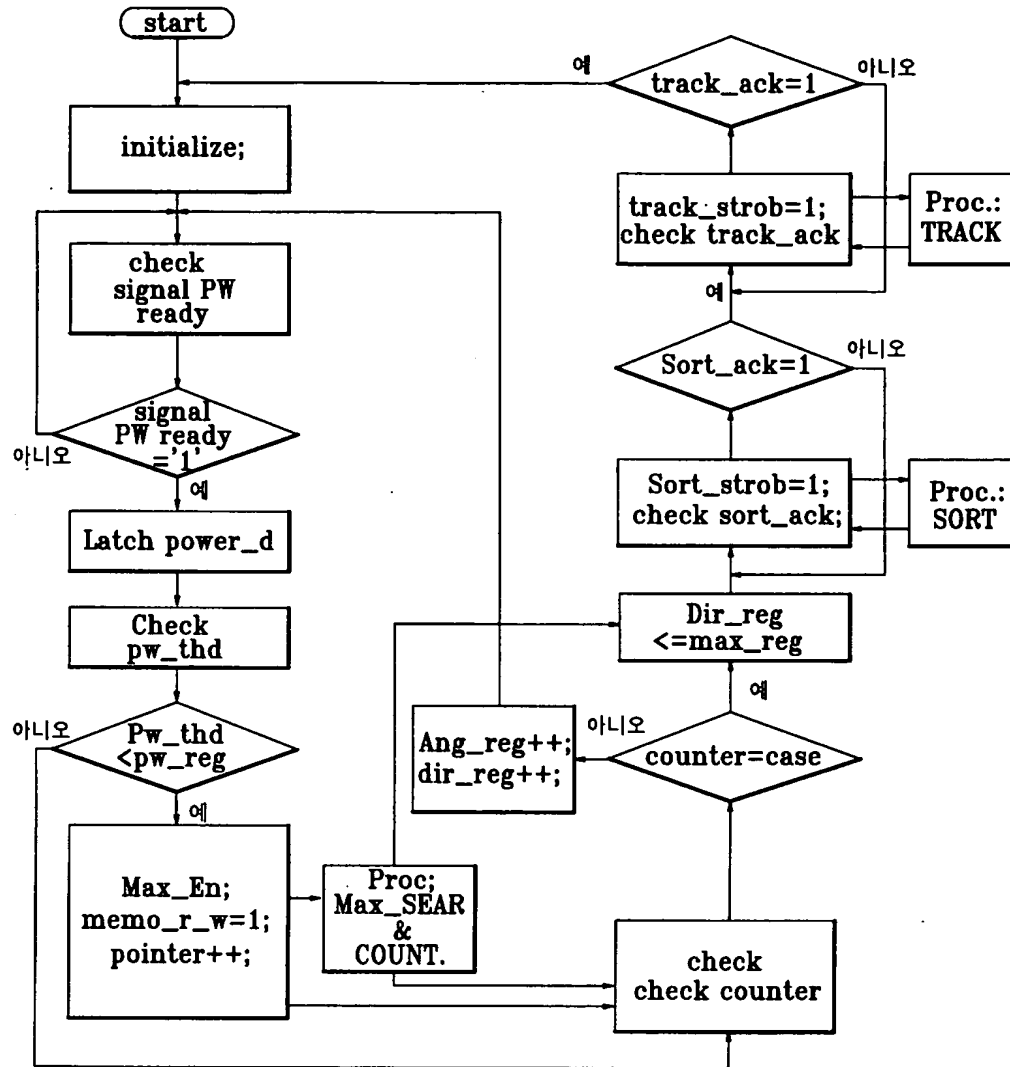 start
initialize;
check
signal PW
ready
signal
PW ready
='1'
아니오
예
Latch power_d
Check
pw_thd
Pw_thd
<pw_reg
아니오
예
Max_En;
memo_r_w=1;
pointer++;
Proc;
Max_SEAR
&
COUNT.
check
check counter
counter=case
아니오
예
Ang_reg++;
dir_reg++;
Dir_reg
<=max_reg
Sort_strob=1;
check sort_ack;
Proc.:
SORT
Sort_ack=1
아니오
예
track_strob=1;
check track_ack
Proc.:
TRACK
track_ack=1
예
아니오